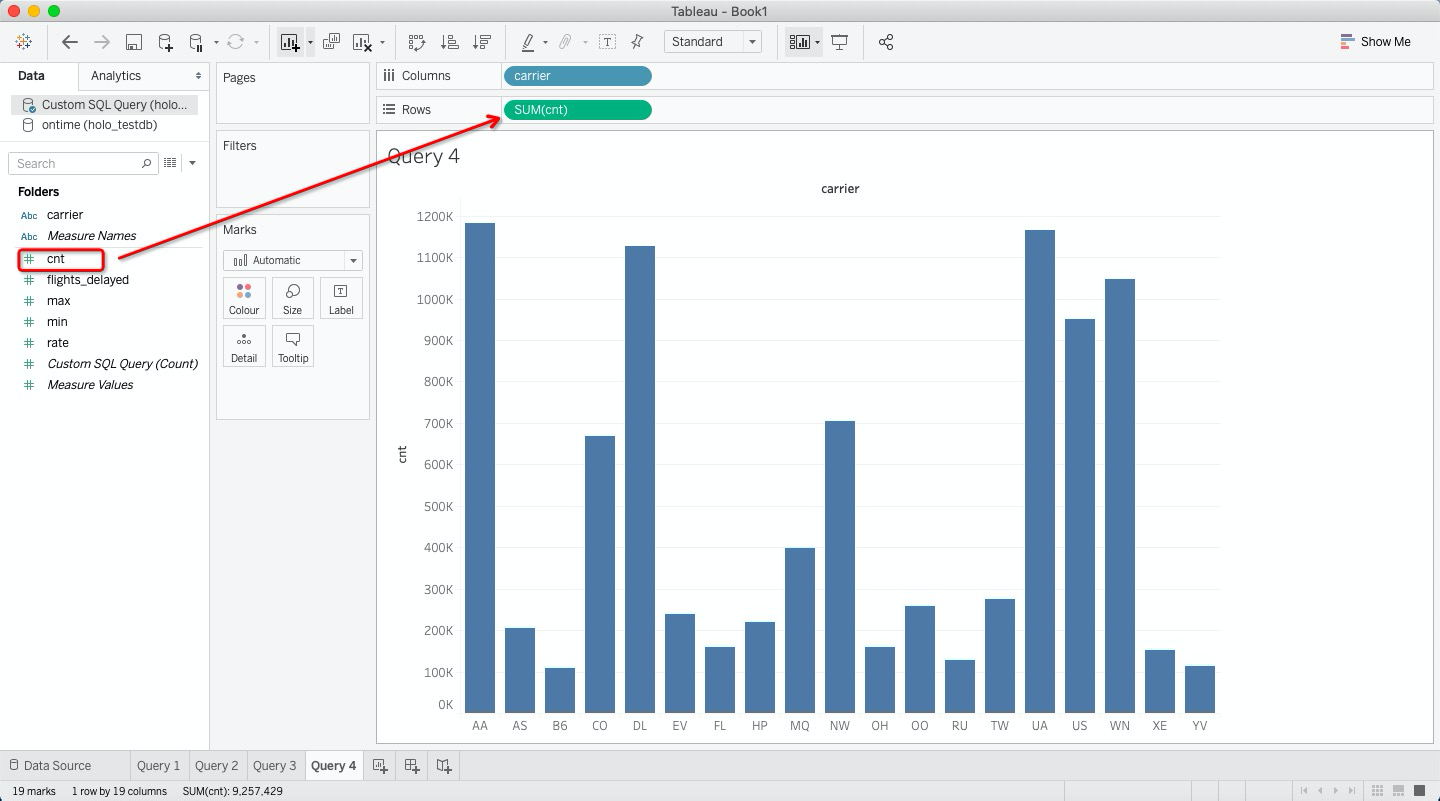 Tableau - Book1
Standard
Show Me
Data
Analytics
Custom SQL Query (holo...
ontime (holo_testdb)
Search
Folders
Abc carrier
Abc Measure Names
# cnt
# flights_delayed
# max
# min
# rate
# Custom SQL Query (Count)
# Measure Values
Pages
Filters
Marks
Automatic
Colour Size Label
Detail Tooltip
Columns carrier
Rows SUM(cnt)
Query 4
carrier
1200K
1100K
1000K
900K
800K
700K
600K
500K
400K
300K
200K
100K
0K
cnt
AA AS B6 CO DL EV FL HP MQ NW OH OO RU TW UA US WN XE YV
Data Source Query 1 Query 2 Query 3 Query 4
19 marks 1 row by 19 columns SUM(cnt): 9,257,429